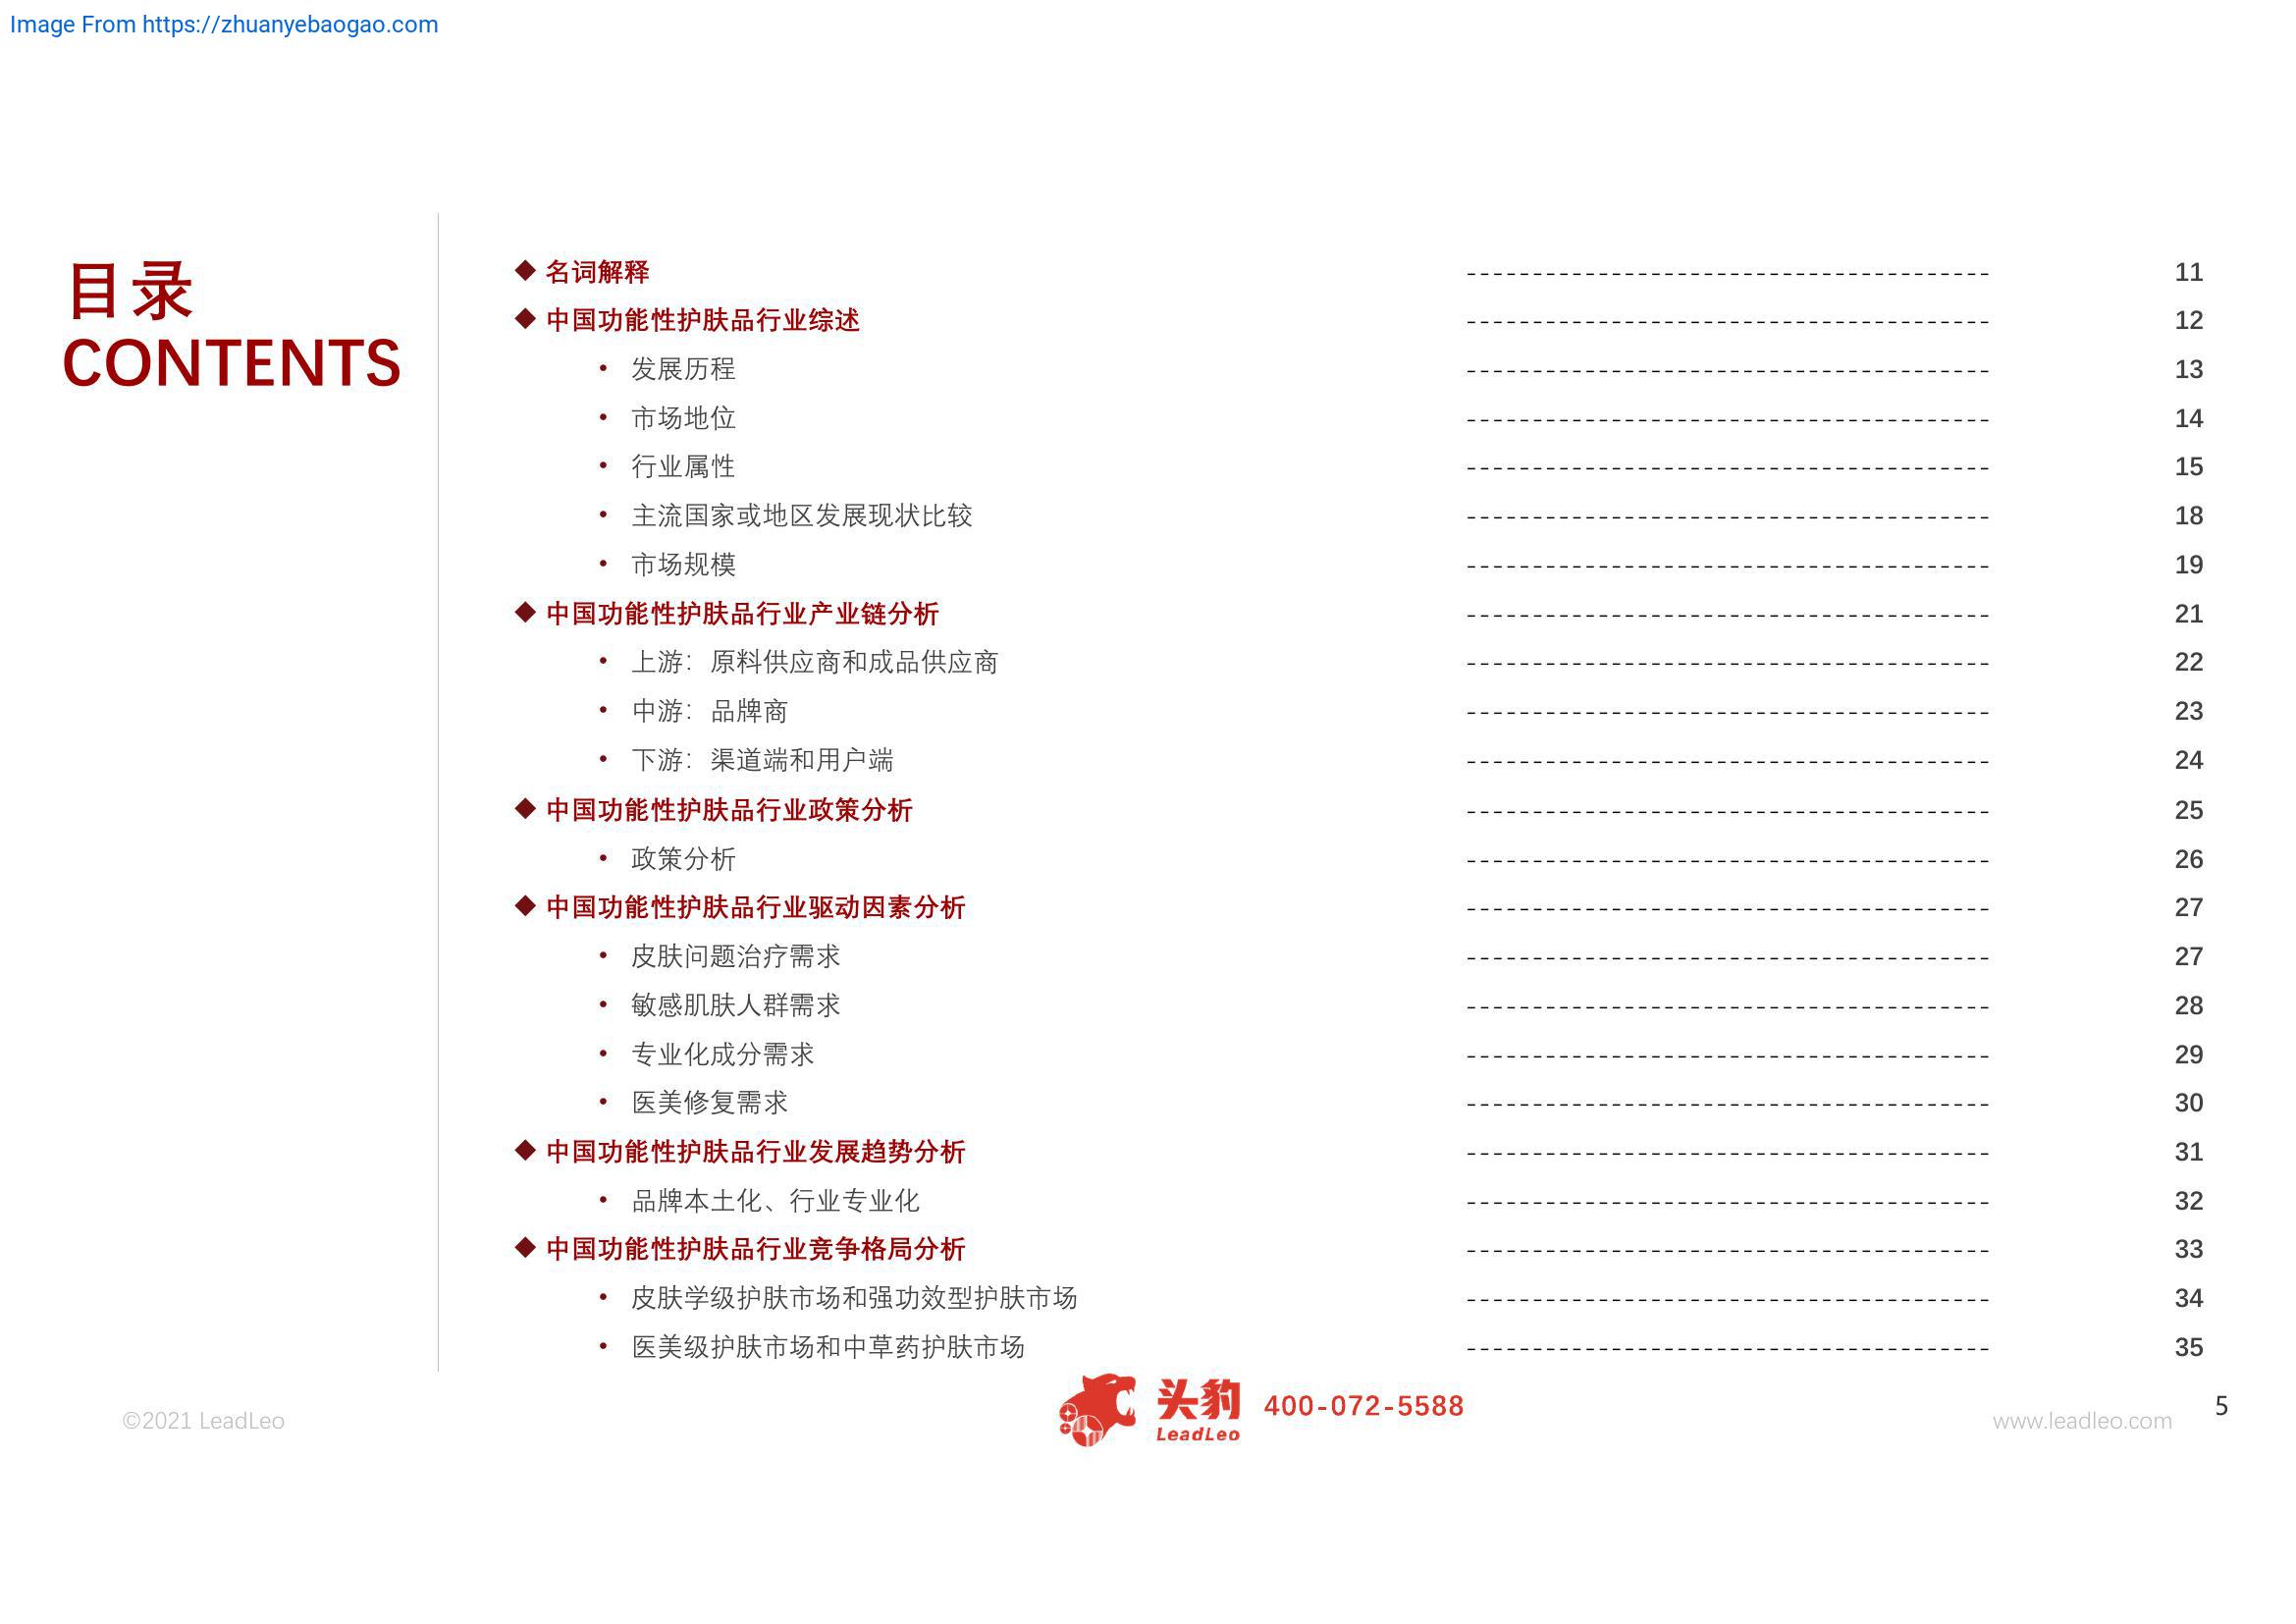 Image From https://zhuanyebaogao.com
目录
CONTENTS
◆ 名词解释 ---------------------------------------- 11
◆ 中国功能性护肤品行业综述 ---------------------------------------- 12
• 发展历程 ---------------------------------------- 13
• 市场地位 ---------------------------------------- 14
• 行业属性 ---------------------------------------- 15
• 主流国家或地区发展现状比较 ---------------------------------------- 18
• 市场规模 ---------------------------------------- 19
◆ 中国功能性护肤品行业产业链分析 ---------------------------------------- 21
• 上游：原料供应商和成品供应商 ---------------------------------------- 22
• 中游：品牌商 ---------------------------------------- 23
• 下游：渠道端和用户端 ---------------------------------------- 24
◆ 中国功能性护肤品行业政策分析 ---------------------------------------- 25
• 政策分析 ---------------------------------------- 26
◆ 中国功能性护肤品行业驱动因素分析 ---------------------------------------- 27
• 皮肤问题治疗需求 ---------------------------------------- 27
• 敏感肌肤人群需求 ---------------------------------------- 28
• 专业化成分需求 ---------------------------------------- 29
• 医美修复需求 ---------------------------------------- 30
◆ 中国功能性护肤品行业发展趋势分析 ---------------------------------------- 31
• 品牌本土化、行业专业化 ---------------------------------------- 32
◆ 中国功能性护肤品行业竞争格局分析 ---------------------------------------- 33
• 皮肤学级护肤市场和强功效型护肤市场 ---------------------------------------- 34
• 医美级护肤市场和中草药护肤市场 ---------------------------------------- 35
©2021 LeadLeo
头豹
LeadLeo
400-072-5588
www.leadleo.com
5